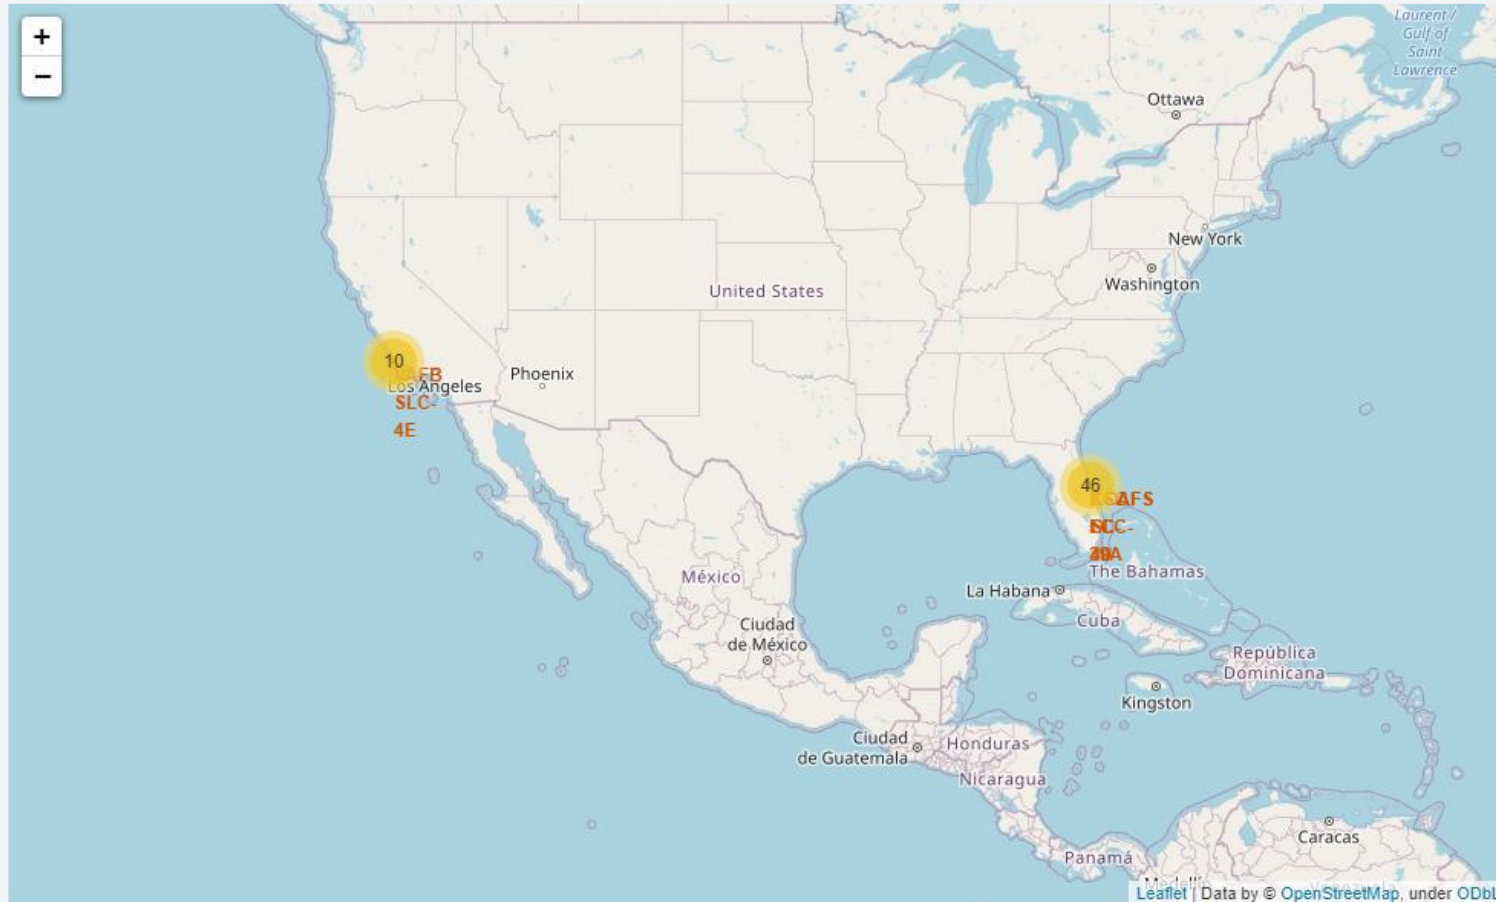 +
−
Laurent /
Gulf of
Saint
Lawrence
Ottawa
New York
Washington
United States
10
VAFB
Los Angeles
SLC-
4E
Phoenix
46
The Bahamas
La Habana
México
Cuba
Ciudad
de México
República
Dominicana
Kingston
Ciudad
de Guatemala
Honduras
Nicaragua
Caracas
Panamá
Leaflet | Data by © OpenStreetMap, under ODbL